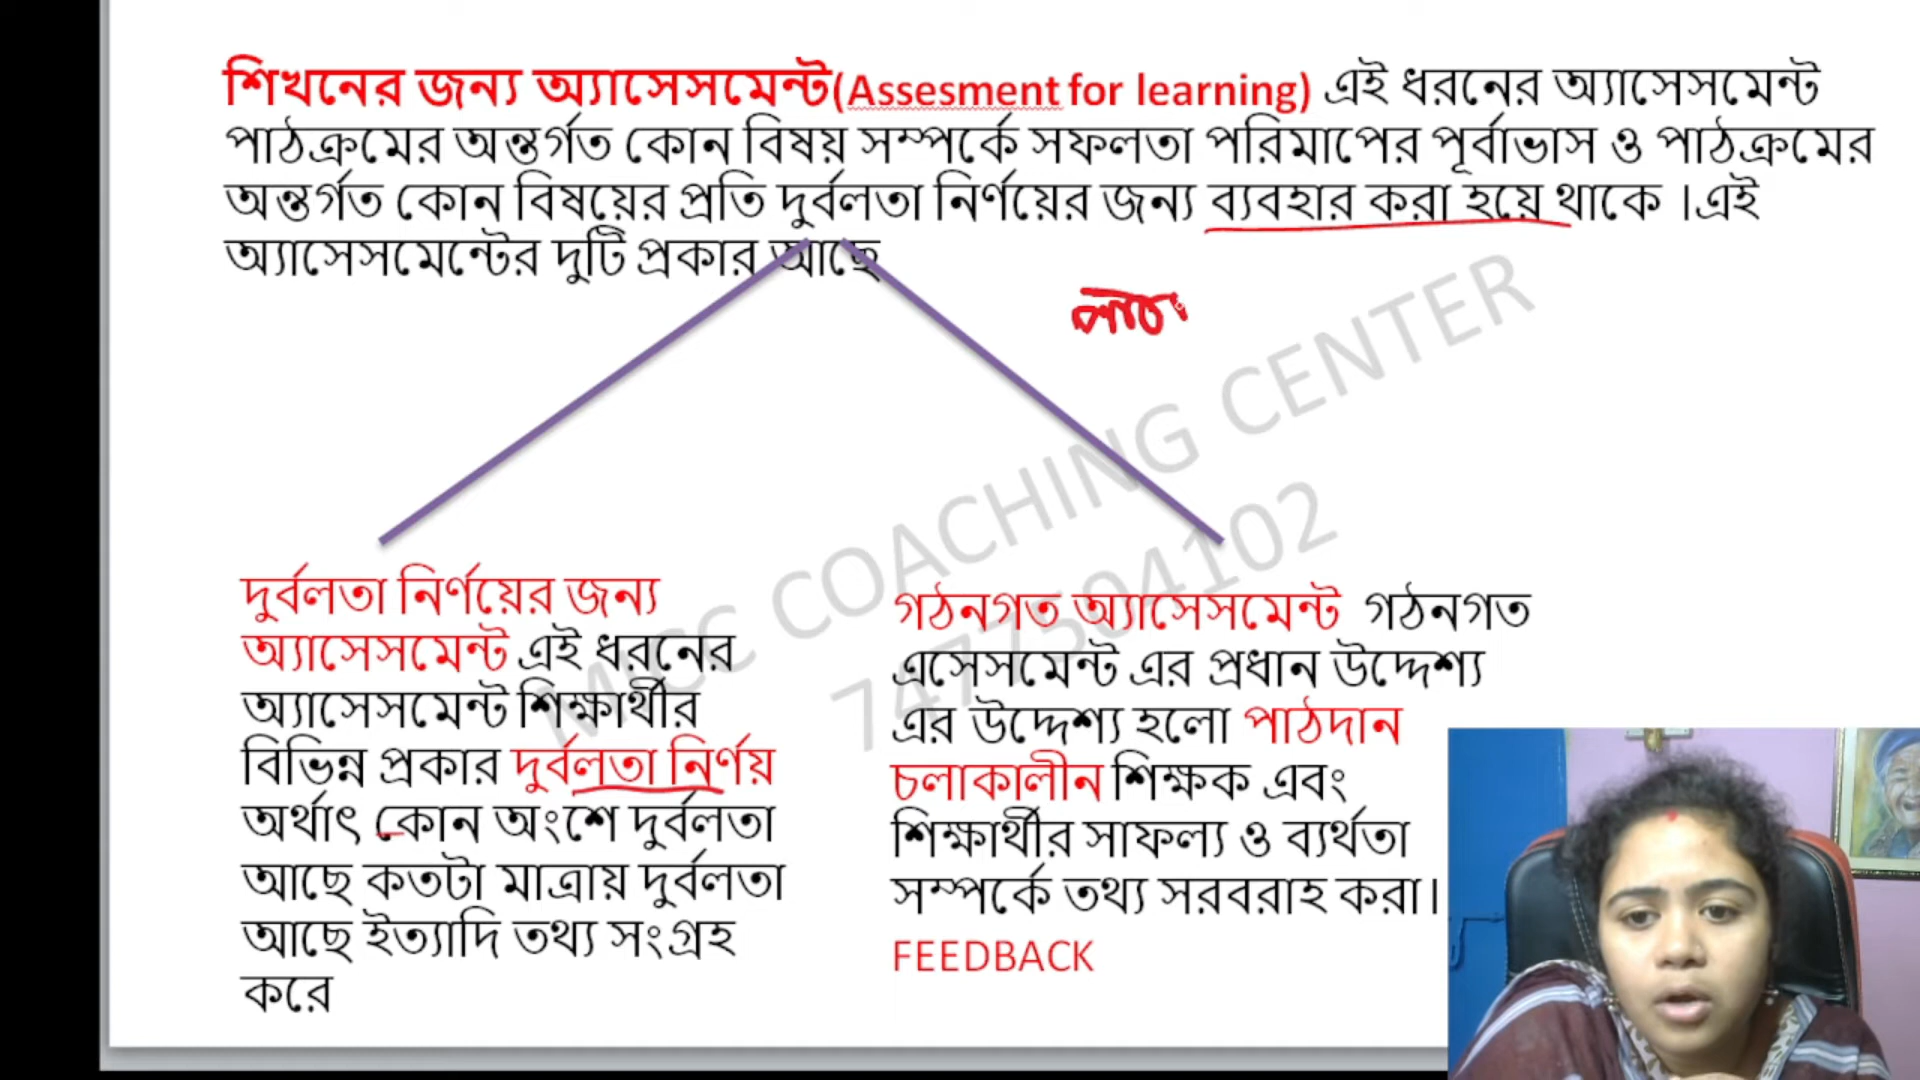 শিখনের জন্য অ্যাসেসমেন্ট(Assesment for learning) এই ধরনের অ্যাসেসমেন্ট
পাঠক্রমের অন্তর্গত কোন বিষয় সম্পর্কে সফলতা পরিমাপের পূর্বাভাস ও পাঠক্রমের
অন্তর্গত কোন বিষয়ের প্রতি দুর্বলতা নির্ণয়ের জন্য ব্যবহার করা হয়ে থাকে ।এই
অ্যাসেসমেন্টের দুটি প্রকার আছে
দুর্বলতা নির্ণয়ের জন্য
অ্যাসেসমেন্ট এই ধরনের
অ্যাসেসমেন্ট শিক্ষার্থীর
বিভিন্ন প্রকার দুর্বলতা নির্ণয়
অর্থাৎ কোন অংশে দুর্বলতা
আছে কতটা মাত্রায় দুর্বলতা
আছে ইত্যাদি তথ্য সংগ্রহ
করে
গঠনগত অ্যাসেসমেন্ট গঠনগত
এসেসমেন্ট এর প্রধান উদ্দেশ্য
এর উদ্দেশ্য হলো পাঠদান
চলাকালীন শিক্ষক এবং
শিক্ষার্থীর সাফল্য ও ব্যর্থতা
সম্পর্কে তথ্য সরবরাহ করা।
FEEDBACK
MICC COACHING CENTER
7477504102